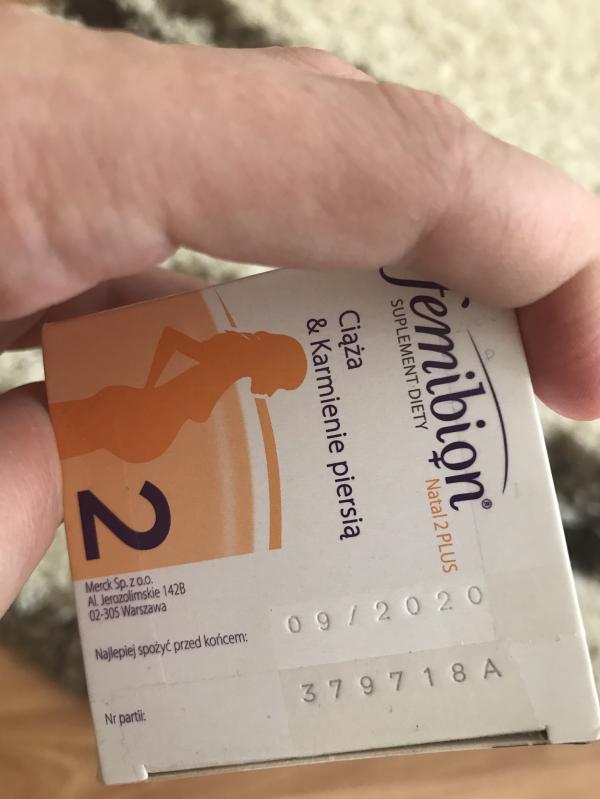 femibion®
SUPLEMENT DIETY
Natal 2 PLUS
Ciąża
& Karmienie piersią
2
Merck Sp. z o.o.
Al. Jerozolimskie 142B
02-305 Warszawa
Najlepiej spożyć przed końcem:
09/2020
Nr partii:
379718A